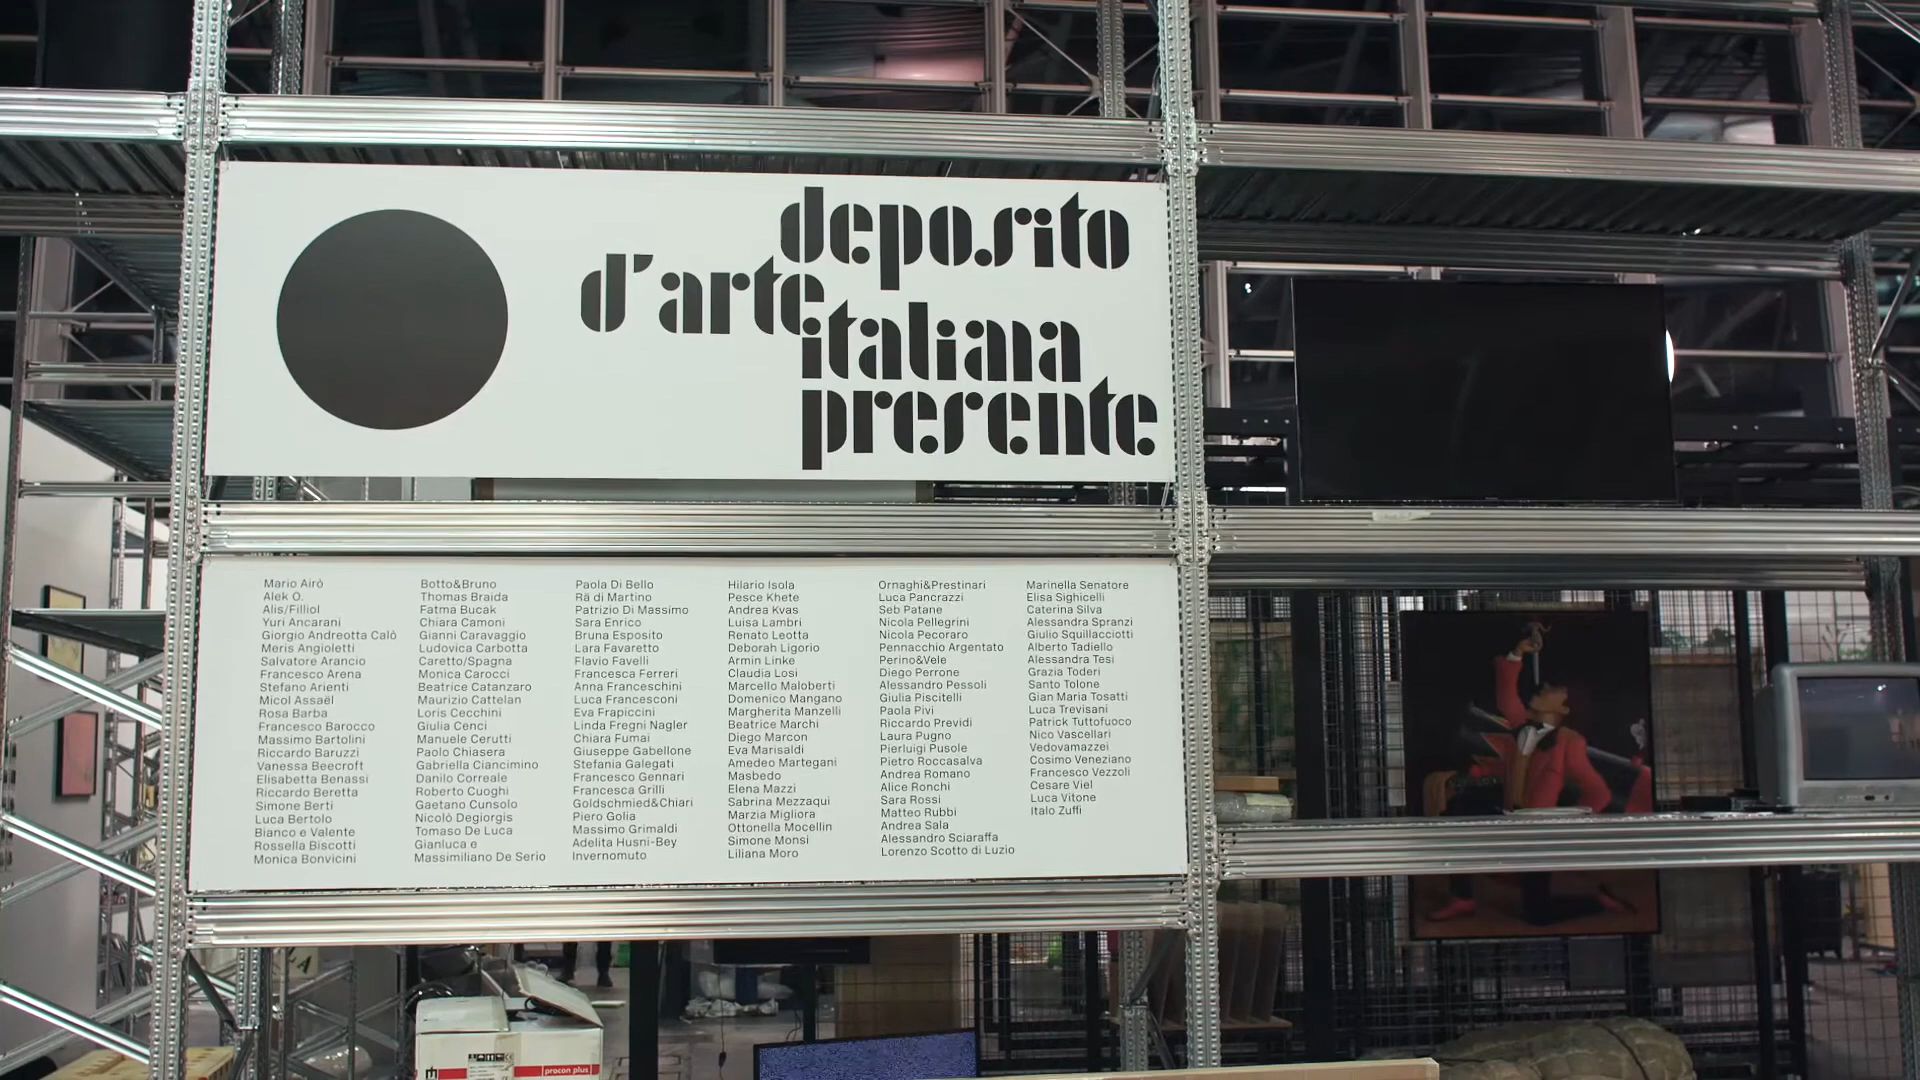 deposito
d'arte
italiana
presente
Mario Airò
Alek O.
Alis/Filliol
Yuri Ancarani
Giorgio Andreotta Calò
Meris Angioletti
Salvatore Arancio
Francesco Arena
Stefano Arienti
Micol Assaël
Rosa Barba
Francesco Barocco
Massimo Bartolini
Riccardo Baruzzi
Vanessa Beecroft
Elisabetta Benassi
Riccardo Beretta
Simone Berti
Luca Bertolo
Bianco e Valente
Rossella Biscotti
Monica Bonvicini
Botto&Bruno
Thomas Braida
Fatma Bucak
Chiara Camoni
Gianni Caravaggio
Ludovica Carbotta
Caretto/Spagna
Monica Carocci
Beatrice Catanzaro
Maurizio Cattelan
Loris Cecchini
Giulia Cenci
Manuele Cerutti
Paolo Chiasera
Gabriella Ciancimino
Danilo Correale
Roberto Cuoghi
Gaetano Cunsolo
Nicolò Degiorgis
Tomaso De Luca
Gianluca e
Massimiliano De Serio
Paola Di Bello
Rä di Martino
Patrizio Di Massimo
Sara Enrico
Bruna Esposito
Lara Favaretto
Flavio Favelli
Francesca Ferreri
Anna Franceschini
Luca Francesconi
Eva Frapiccini
Linda Fregni Nagler
Chiara Fumai
Giuseppe Gabellone
Stefania Galegati
Francesco Gennari
Francesca Grilli
Goldschmied&Chiari
Piero Golia
Massimo Grimaldi
Adelita Husni-Bey
Invernomuto
Hilario Isola
Pesce Khete
Andrea Kvas
Luisa Lambri
Renato Leotta
Deborah Ligorio
Armin Linke
Claudia Losi
Marcello Maloberti
Domenico Mangano
Margherita Manzelli
Beatrice Marchi
Diego Marcon
Eva Marisaldi
Amedeo Martegani
Masbedo
Elena Mazzi
Sabrina Mezzaqui
Marzia Migliora
Ottonella Mocellin
Simone Monsi
Liliana Moro
Ornaghi&Prestinari
Luca Pancrazzi
Seb Patane
Nicola Pellegrini
Nicola Pecoraro
Pennacchio Argentato
Perino&Vele
Diego Perrone
Alessandro Pessoli
Giulia Piscitelli
Paola Pivi
Riccardo Previdi
Laura Pugno
Pierluigi Pusole
Pietro Roccasalva
Andrea Romano
Alice Ronchi
Sara Rossi
Matteo Rubbi
Andrea Sala
Alessandro Sciaraffa
Lorenzo Scotto di Luzio
Marinella Senatore
Elisa Sighicelli
Caterina Silva
Alessandra Spranzi
Giulio Squillacciotti
Alberto Tadiello
Alessandra Tesi
Grazia Toderi
Santo Tolone
Gian Maria Tosatti
Luca Trevisani
Patrick Tuttofuoco
Nico Vascellari
Vedovamazzei
Cosimo Veneziano
Francesco Vezzoli
Cesare Viel
Luca Vitone
Italo Zuffi
procon plus